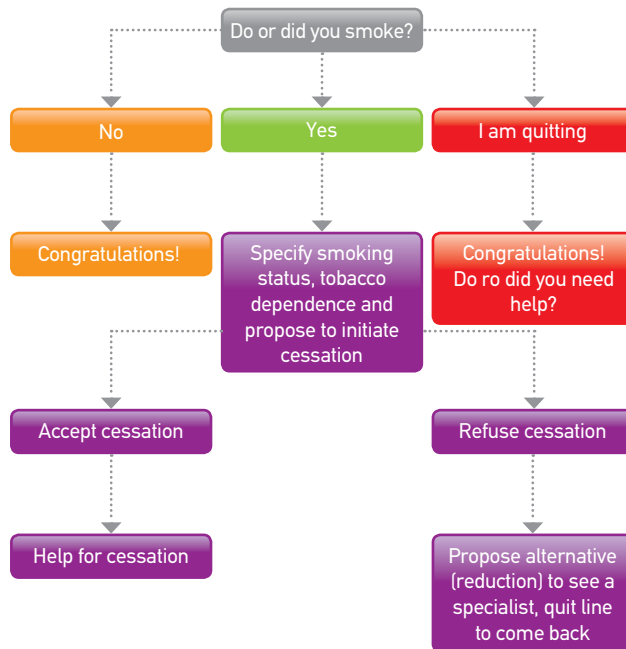 Do or did you smoke?
No
Yes
I am quitting
Congratulations!
Specify smoking
status, tobacco
dependence and
propose to initiate
cessation
Congratulations!
Do ro did you need
help?
Accept cessation
Refuse cessation
Help for cessation
Propose alternative
(reduction) to see a
specialist, quit line
to come back